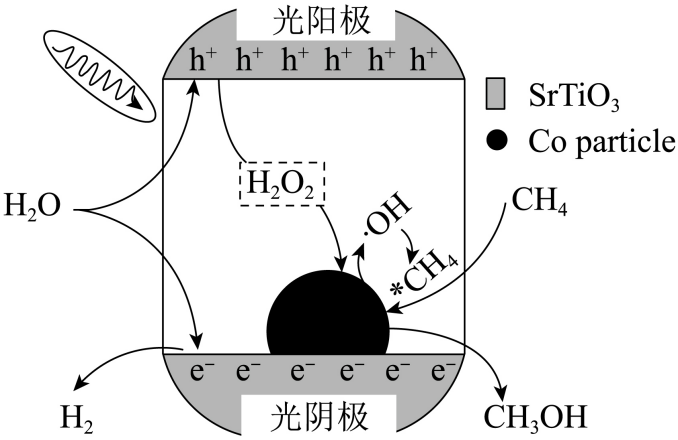 光阳极
h⁺ h⁺ h⁺ h⁺ h⁺ h⁺
SrTiO₃
Co particle
H₂O₂
H₂O
CH₄
·OH
*CH₄
e⁻ e⁻ e⁻ e⁻ e⁻ e⁻
光阴极
H₂
CH₃OH